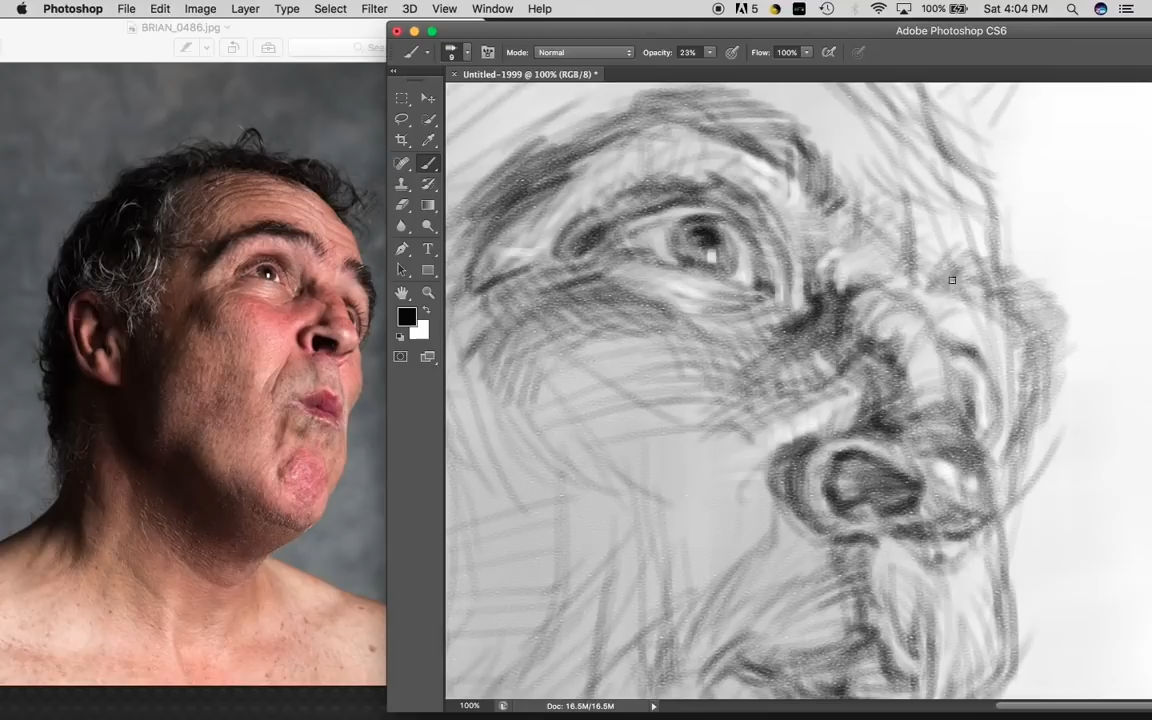 Photoshop File Edit Image Layer Type Select Filter 3D View Window Help 5 100% Sat 4:04 PM
BRIAN_0486.jpg
Adobe Photoshop CS6
9 Mode: Normal Opacity: 23% Flow: 100%
× Untitled-1999 @ 100% (RGB/8) *
T
100% Doc: 16.5M/16.5M